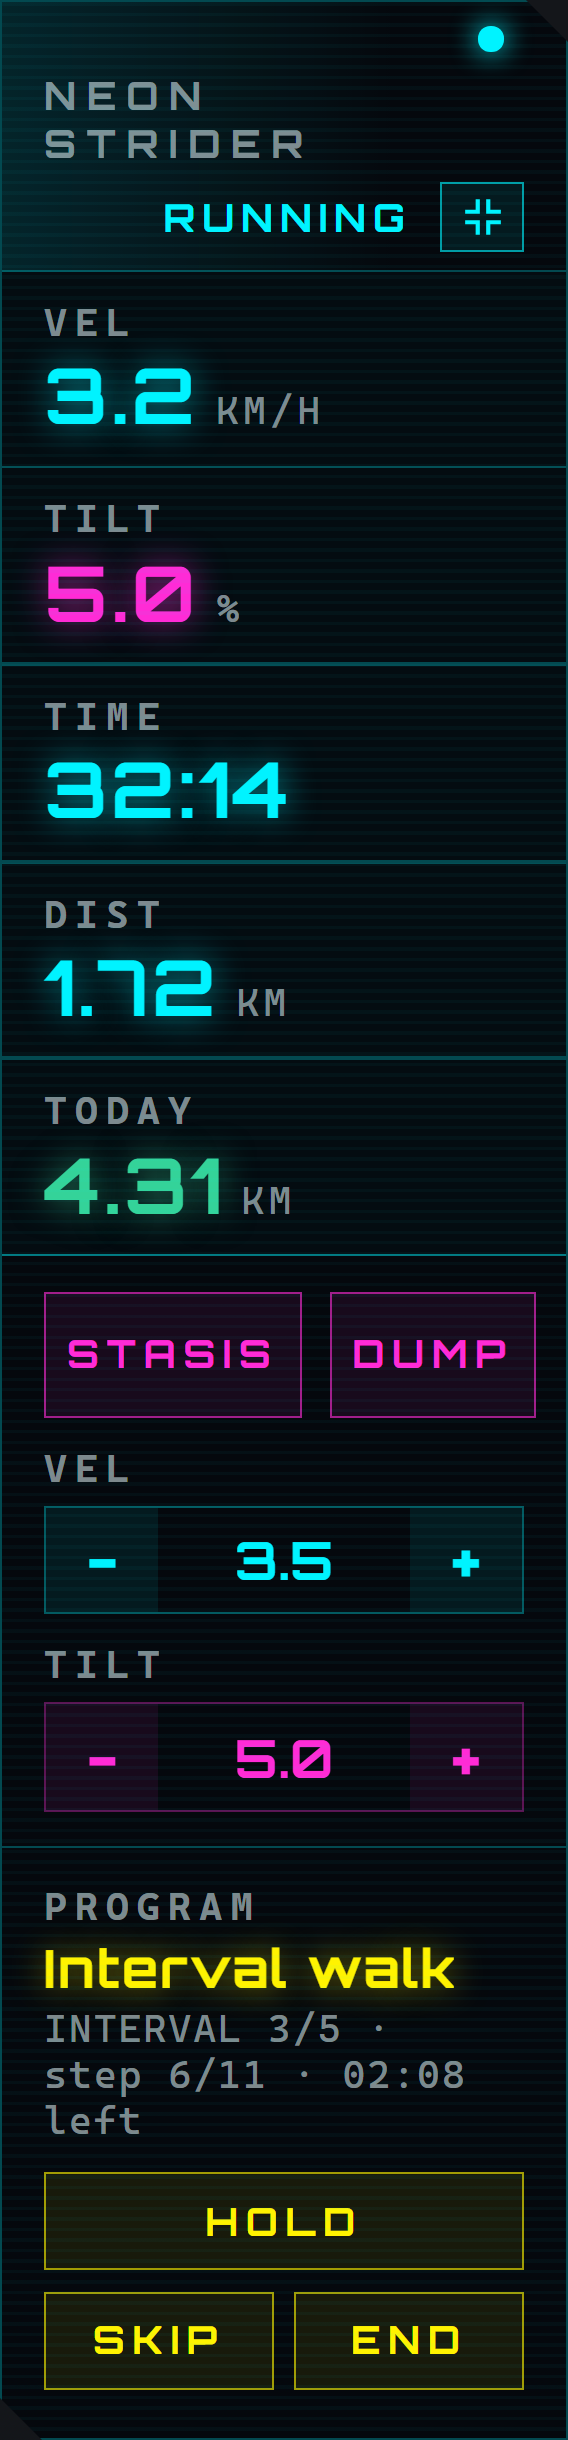 NEON
STRIDER
RUNNING
VEL
3.2 KM/H
TILT
5.0 %
TIME
32:14
DIST
1.72 KM
TODAY
4.31 KM
STASIS DUMP
VEL
- 3.5 +
TILT
- 5.0 +
PROGRAM
Interval walk
INTERVAL 3/5 ·
step 6/11 · 02:08
left
HOLD
SKIP END